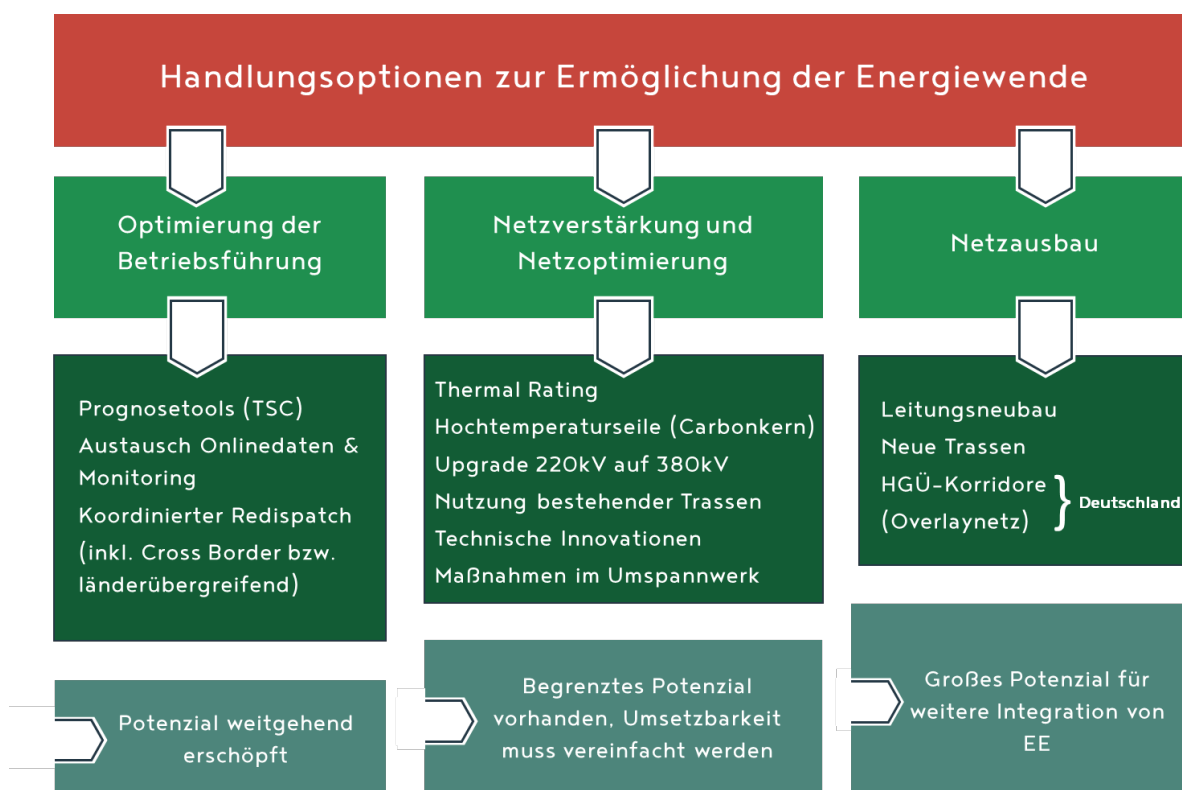 Handlungsoptionen zur Ermöglichung der Energiewende
Optimierung der
Betriebsführung
Prognosetools (TSC)
Austausch Onlinedaten &
Monitoring
Koordinierter Redispatch
(inkl. Cross Border bzw.
länderübergreifend)
Potenzial weitgehend
erschöpft
Netzverstärkung und
Netzoptimierung
Thermal Rating
Hochtemperaturseile (Carbonkern)
Upgrade 220kV auf 380kV
Nutzung bestehender Trassen
Technische Innovationen
Maßnahmen im Umspannwerk
Begrenztes Potenzial
vorhanden, Umsetzbarkeit
muss vereinfacht werden
Netzausbau
Leitungsneubau
Neue Trassen
HGÜ-Korridore
(Overlaynetz)
} Deutschland
Großes Potenzial für
weitere Integration von
EE